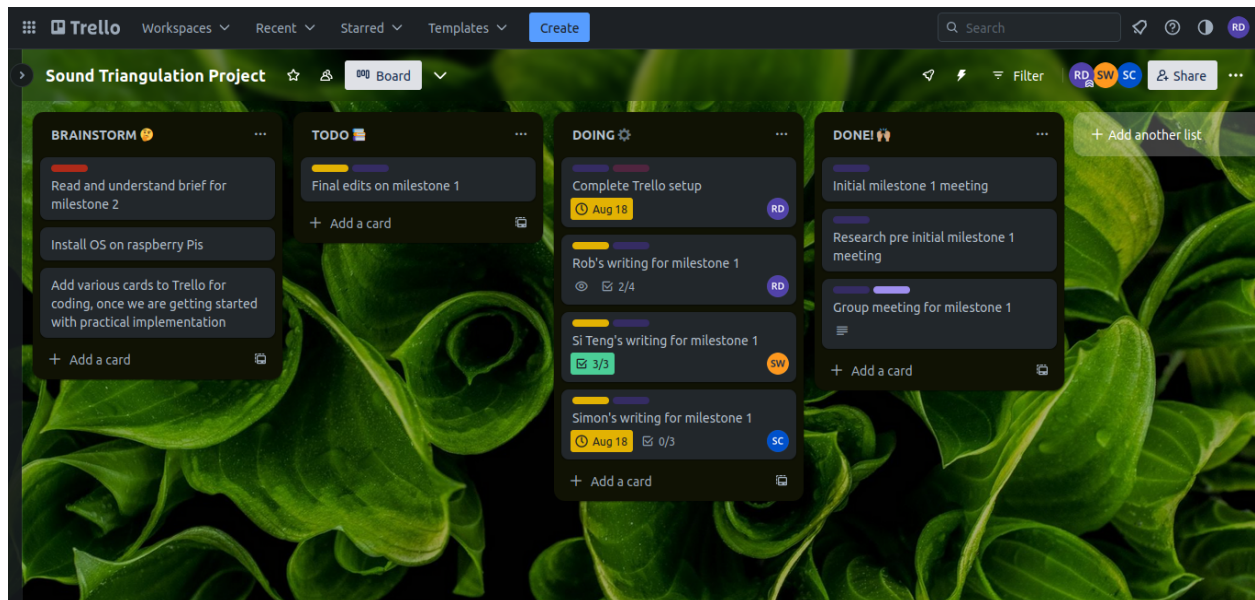 Trello Workspaces Recent Starred Templates Create Search RD
Sound Triangulation Project Board Filter RD SW SC Share
BRAINSTORM 🤔
Read and understand brief for
milestone 2
Install OS on raspberry Pis
Add various cards to Trello for
coding, once we are getting started
with practical implementation
+ Add a card
TODO 📚
Final edits on milestone 1
+ Add a card
DOING ⚙️
Complete Trello setup
Aug 18 RD
Rob's writing for milestone 1
2/4 RD
Si Teng's writing for milestone 1
3/3 SW
Simon's writing for milestone 1
Aug 18 0/3 SC
+ Add a card
DONE! 🙌🏽
Initial milestone 1 meeting
Research pre initial milestone 1
meeting
Group meeting for milestone 1
+ Add a card
+ Add another list